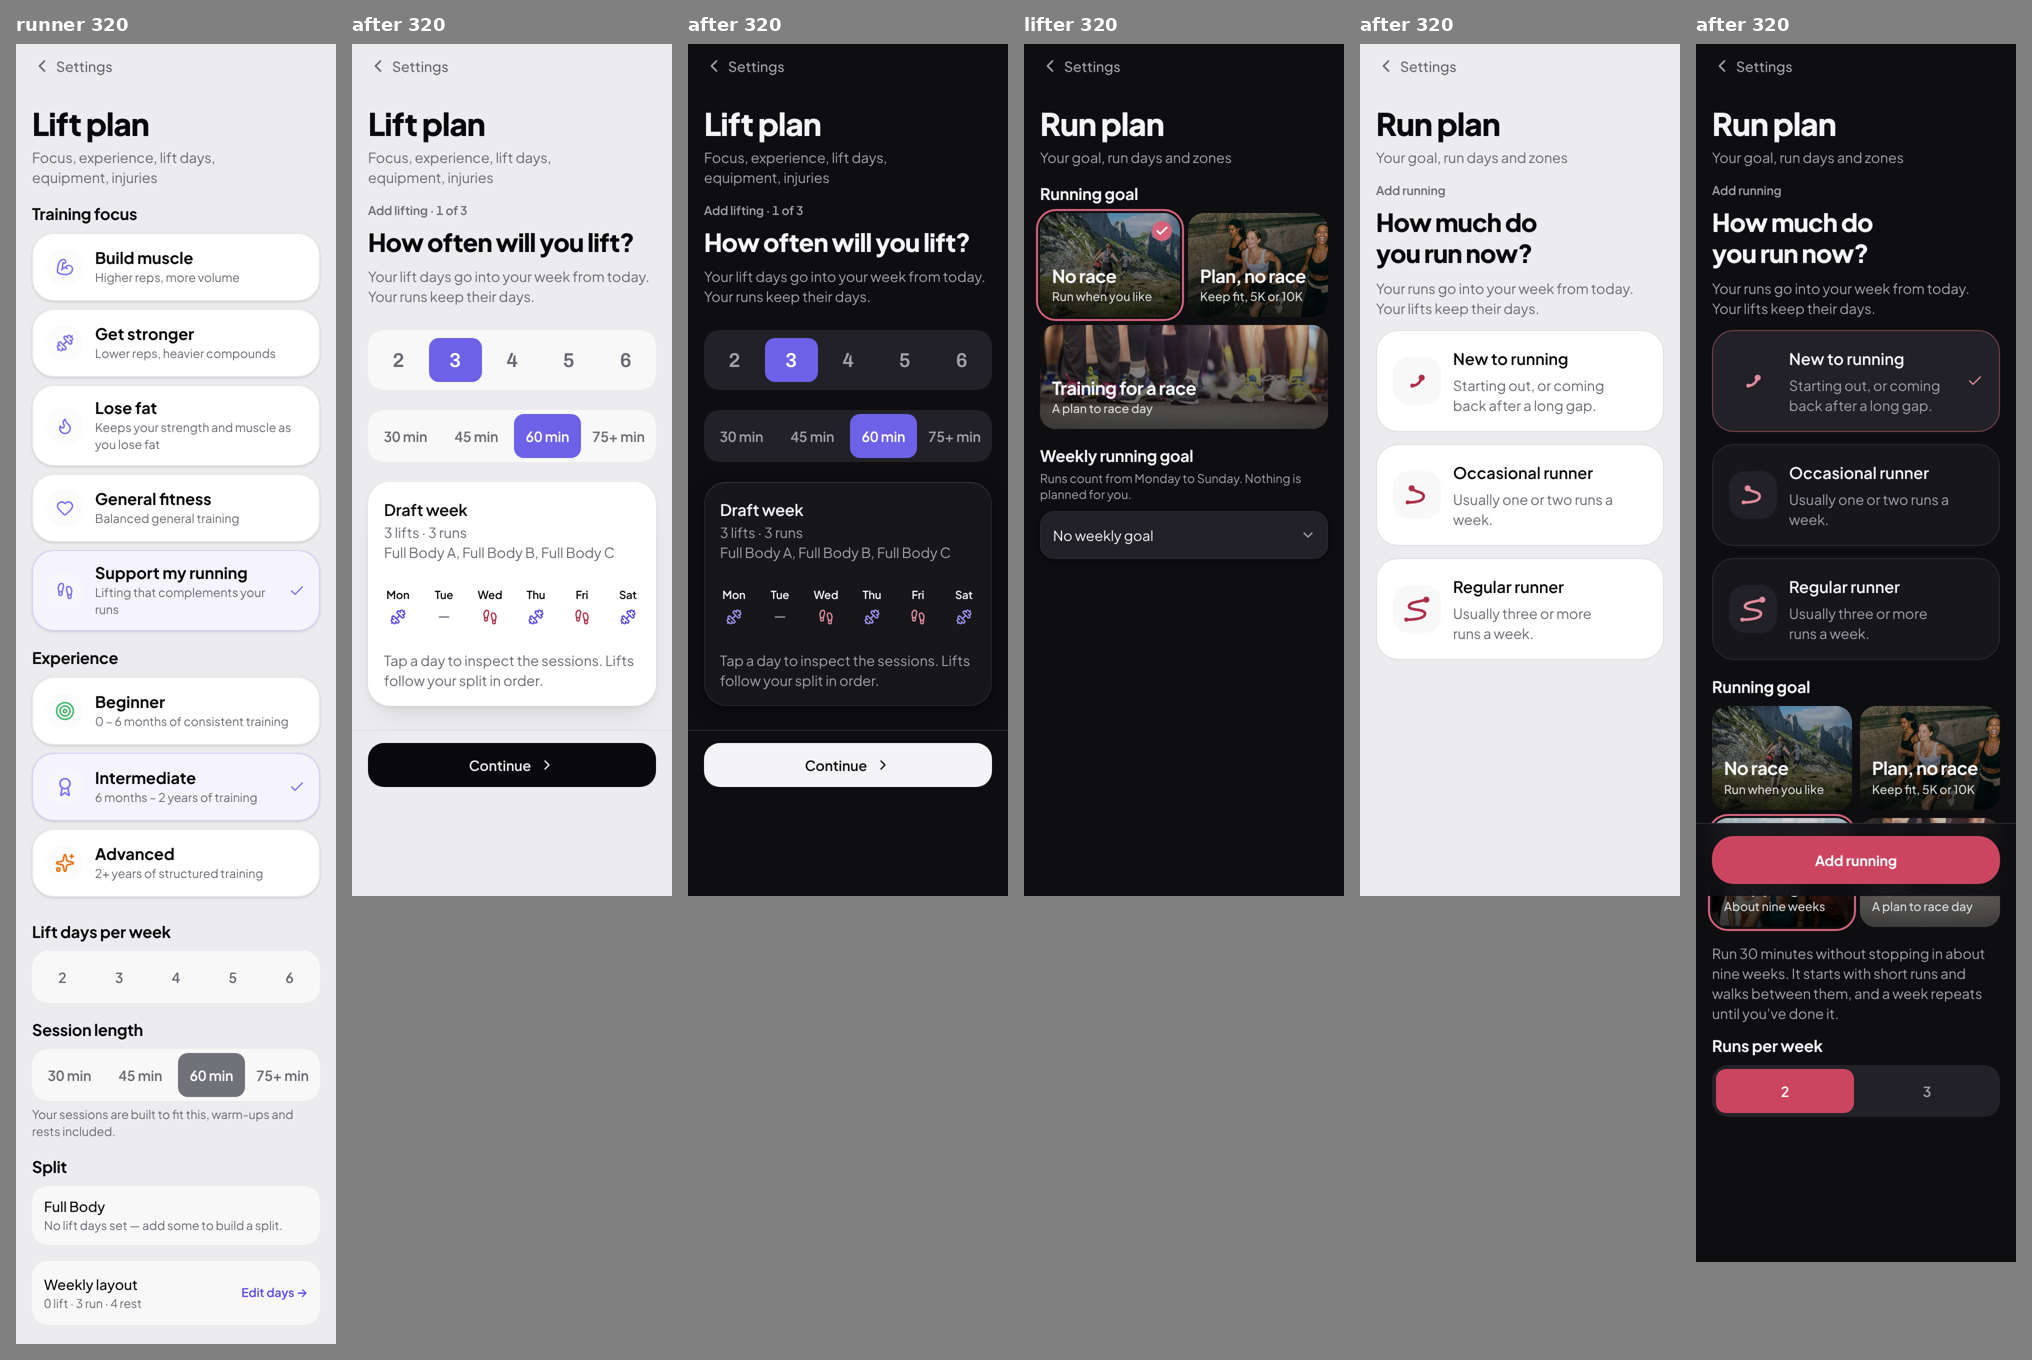 runner 320
Settings
Lift plan
Focus, experience, lift days,
equipment, injuries
Training focus
Build muscle
Higher reps, more volume
Get stronger
Lower reps, heavier compounds
Lose fat
Keeps your strength and muscle as
you lose fat
General fitness
Balanced general training
Support my running
Lifting that complements your
runs
Experience
Beginner
0 – 6 months of consistent training
Intermediate
6 months – 2 years of training
Advanced
2+ years of structured training
Lift days per week
2 3 4 5 6
Session length
30 min 45 min 60 min 75+ min
Your sessions are built to fit this, warm-ups and
rests included.
Split
Full Body
No lift days set — add some to build a split.
Weekly layout
0 lift · 3 run · 4 rest
Edit days →
after 320
Settings
Lift plan
Focus, experience, lift days,
equipment, injuries
Add lifting · 1 of 3
How often will you lift?
Your lift days go into your week from today.
Your runs keep their days.
2 3 4 5 6
30 min 45 min 60 min 75+ min
Draft week
3 lifts · 3 runs
Full Body A, Full Body B, Full Body C
Mon Tue Wed Thu Fri Sat
—
Tap a day to inspect the sessions. Lifts
follow your split in order.
Continue
after 320
Settings
Lift plan
Focus, experience, lift days,
equipment, injuries
Add lifting · 1 of 3
How often will you lift?
Your lift days go into your week from today.
Your runs keep their days.
2 3 4 5 6
30 min 45 min 60 min 75+ min
Draft week
3 lifts · 3 runs
Full Body A, Full Body B, Full Body C
Mon Tue Wed Thu Fri Sat
—
Tap a day to inspect the sessions. Lifts
follow your split in order.
Continue
lifter 320
Settings
Run plan
Your goal, run days and zones
Running goal
No race
Run when you like
Plan, no race
Keep fit, 5K or 10K
Training for a race
A plan to race day
Weekly running goal
Runs count from Monday to Sunday. Nothing is
planned for you.
No weekly goal
after 320
Settings
Run plan
Your goal, run days and zones
Add running
How much do
you run now?
Your runs go into your week from today.
Your lifts keep their days.
New to running
Starting out, or coming
back after a long gap.
Occasional runner
Usually one or two runs a
week.
Regular runner
Usually three or more
runs a week.
after 320
Settings
Run plan
Your goal, run days and zones
Add running
How much do
you run now?
Your runs go into your week from today.
Your lifts keep their days.
New to running
Starting out, or coming
back after a long gap.
Occasional runner
Usually one or two runs a
week.
Regular runner
Usually three or more
runs a week.
Running goal
No race
Run when you like
Plan, no race
Keep fit, 5K or 10K
Add running
About nine weeks
A plan to race day
Run 30 minutes without stopping in about
nine weeks. It starts with short runs and
walks between them, and a week repeats
until you've done it.
Runs per week
2 3